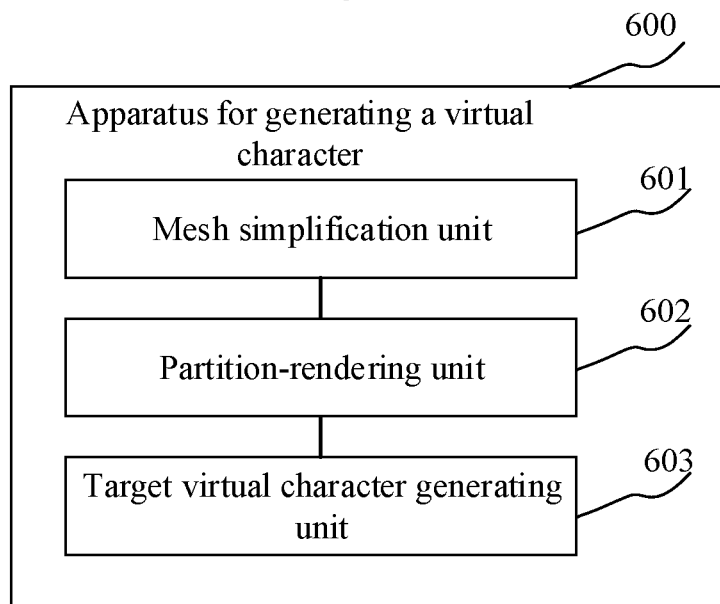 600
Apparatus for generating a virtual
character
601
Mesh simplification unit
602
Partition-rendering unit
603
Target virtual character generating
unit